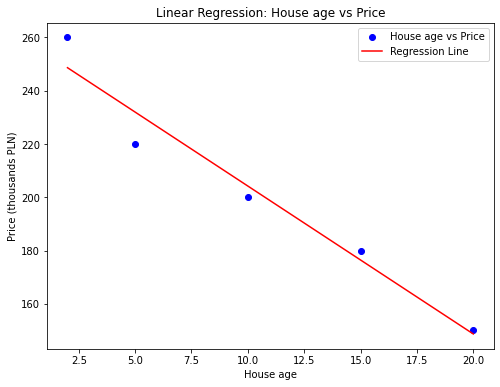 Linear Regression: House age vs Price
House age vs Price
Regression Line
Price (thousands PLN)
260
240
220
200
180
160
2.5 5.0 7.5 10.0 12.5 15.0 17.5 20.0
House age